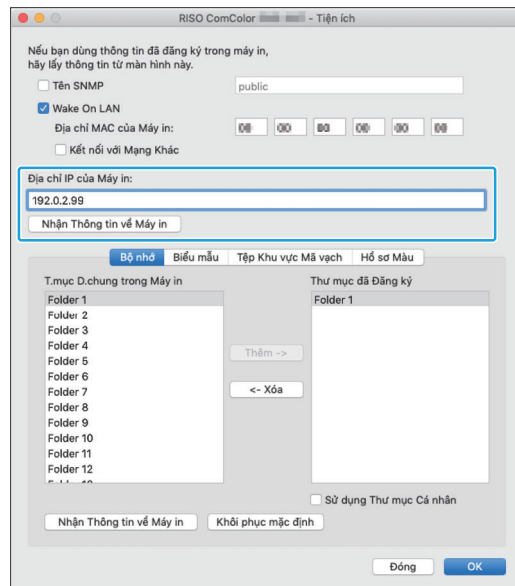 RISO ComColor - Tiện ích
Nếu bạn dùng thông tin đã đăng ký trong máy in,
hãy lấy thông tin từ màn hình này.
Tên SNMP
public
Wake On LAN
Địa chỉ MAC của Máy in:
Kết nối với Mạng Khác
Địa chỉ IP của Máy in:
192.0.2.99
Nhận Thông tin về Máy in
Bộ nhớ Biểu mẫu Tệp Khu vực Mã vạch Hồ sơ Màu
T.mục D.chung trong Máy in Thư mục đã Đăng ký
Folder 1 Folder 1
Folder 2
Folder 3
Folder 4
Folder 5
Folder 6
Folder 7
Folder 8
Folder 9
Folder 10
Folder 11
Folder 12
Thêm ->
<- Xóa
Sử dụng Thư mục Cá nhân
Nhận Thông tin về Máy in Khôi phục mặc định
Đóng OK